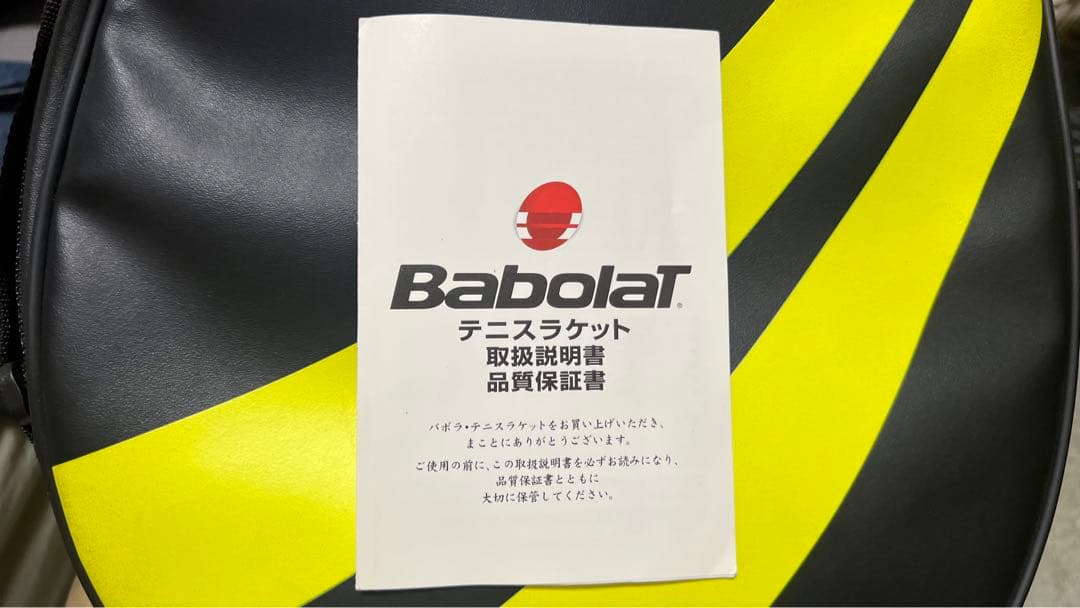 BabolaT®
テニスラケット
取扱説明書
品質保証書
バボラ・テニスラケットをお買い上げいただき、
まことにありがとうございます。
ご使用の前に、この取扱説明書を必ずお読みになり、
品質保証書とともに
大切に保管してください。